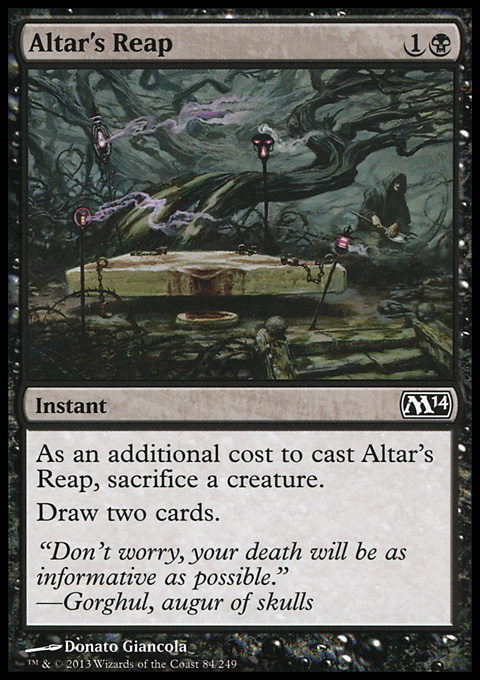 Altar's Reap 1
Instant M14
As an additional cost to cast Altar's
Reap, sacrifice a creature.
Draw two cards.
“Don't worry, your death will be as
informative as possible.”
—Gorghul, augur of skulls
Donato Giancola
™ & © 2013 Wizards of the Coast 84/249